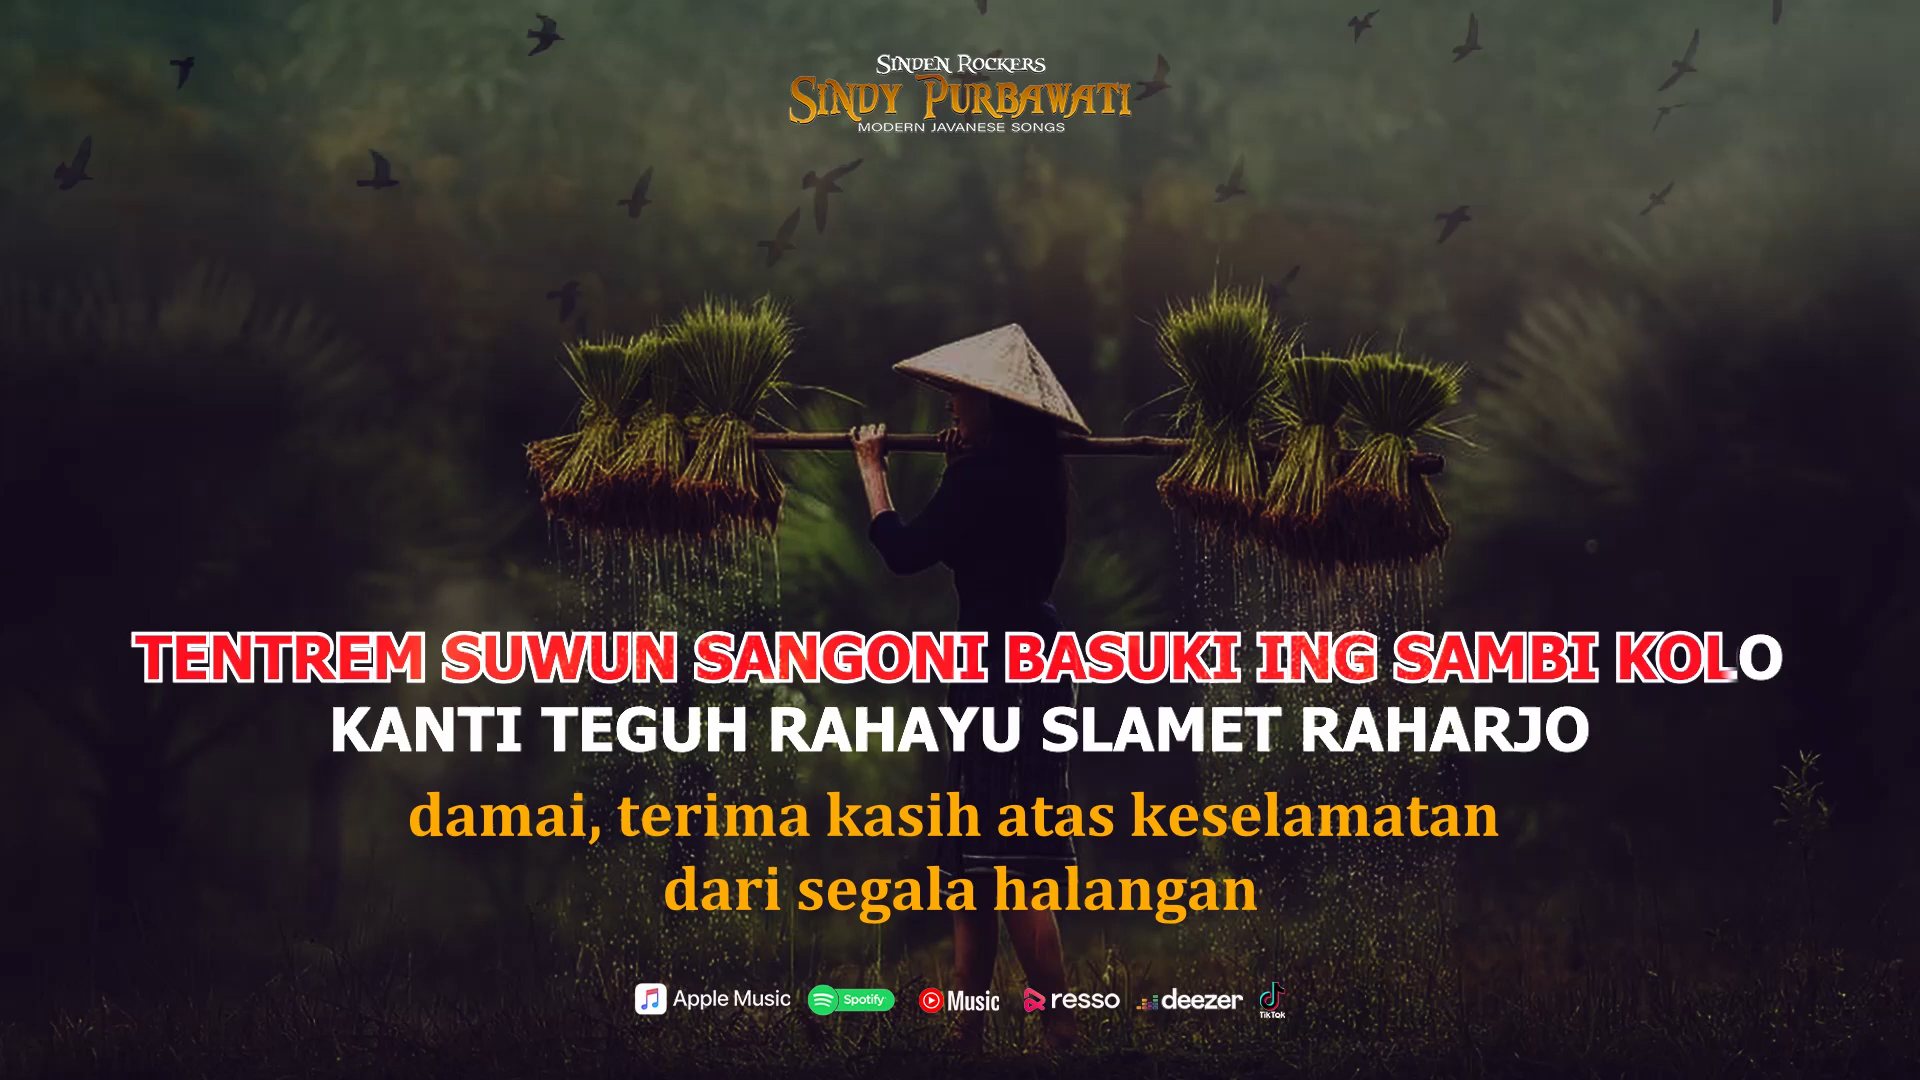 SINDEN ROCKERS
SINDY PURBAWATI
MODERN JAVANESE SONGS
TENTREM SUWUN SANGONI BASUKI ING SAMBI KOLO
KANTI TEGUH RAHAYU SLAMET RAHARJO
damai, terima kasih atas keselamatan
dari segala halangan
Apple Music Spotify Music resso deezer TikTok